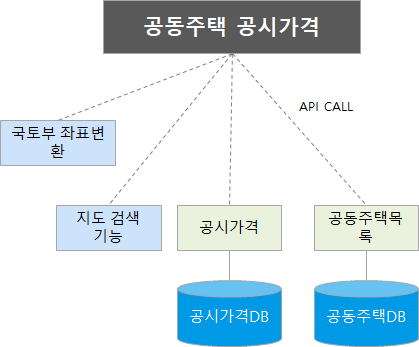 공동주택 공시가격
API CALL
국토부 좌표변
환
지도 검색
기능
공시가격
공동주택목
록
공시가격DB
공동주택DB